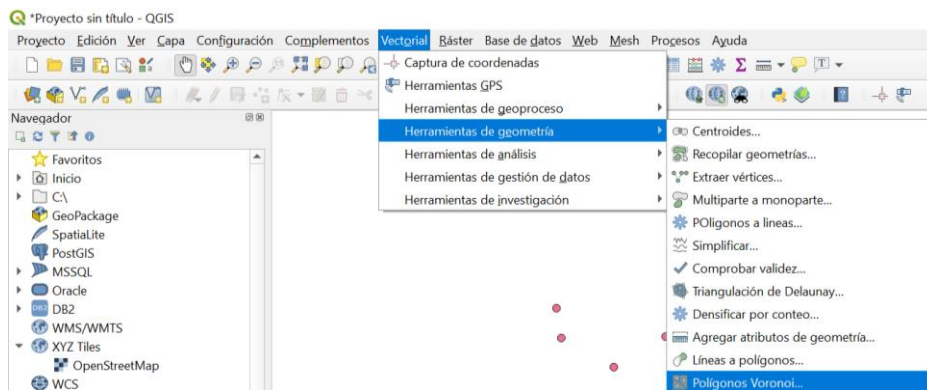 *Proyecto sin título - QGIS
Proyecto Edición Ver Capa Configuración Complementos Vectorial Ráster Base de datos Web Mesh Procesos Ayuda
Captura de coordenadas
Herramientas GPS
Herramientas de geoproceso
Herramientas de geometría
Herramientas de análisis
Herramientas de gestión de datos
Herramientas de investigación
Centroides...
Recopilar geometrías...
Extraer vértices...
Multiparte a monoparte...
POligonos a lineas...
Simplificar...
Comprobar validez...
Triangulación de Delaunay...
Densificar por conteo...
Agregar atributos de geometría...
Líneas a polígonos...
Polígonos Voronoi...
Navegador
Favoritos
Inicio
C:\
GeoPackage
SpatiaLite
PostGIS
MSSQL
Oracle
DB2
WMS/WMTS
XYZ Tiles
OpenStreetMap
WCS